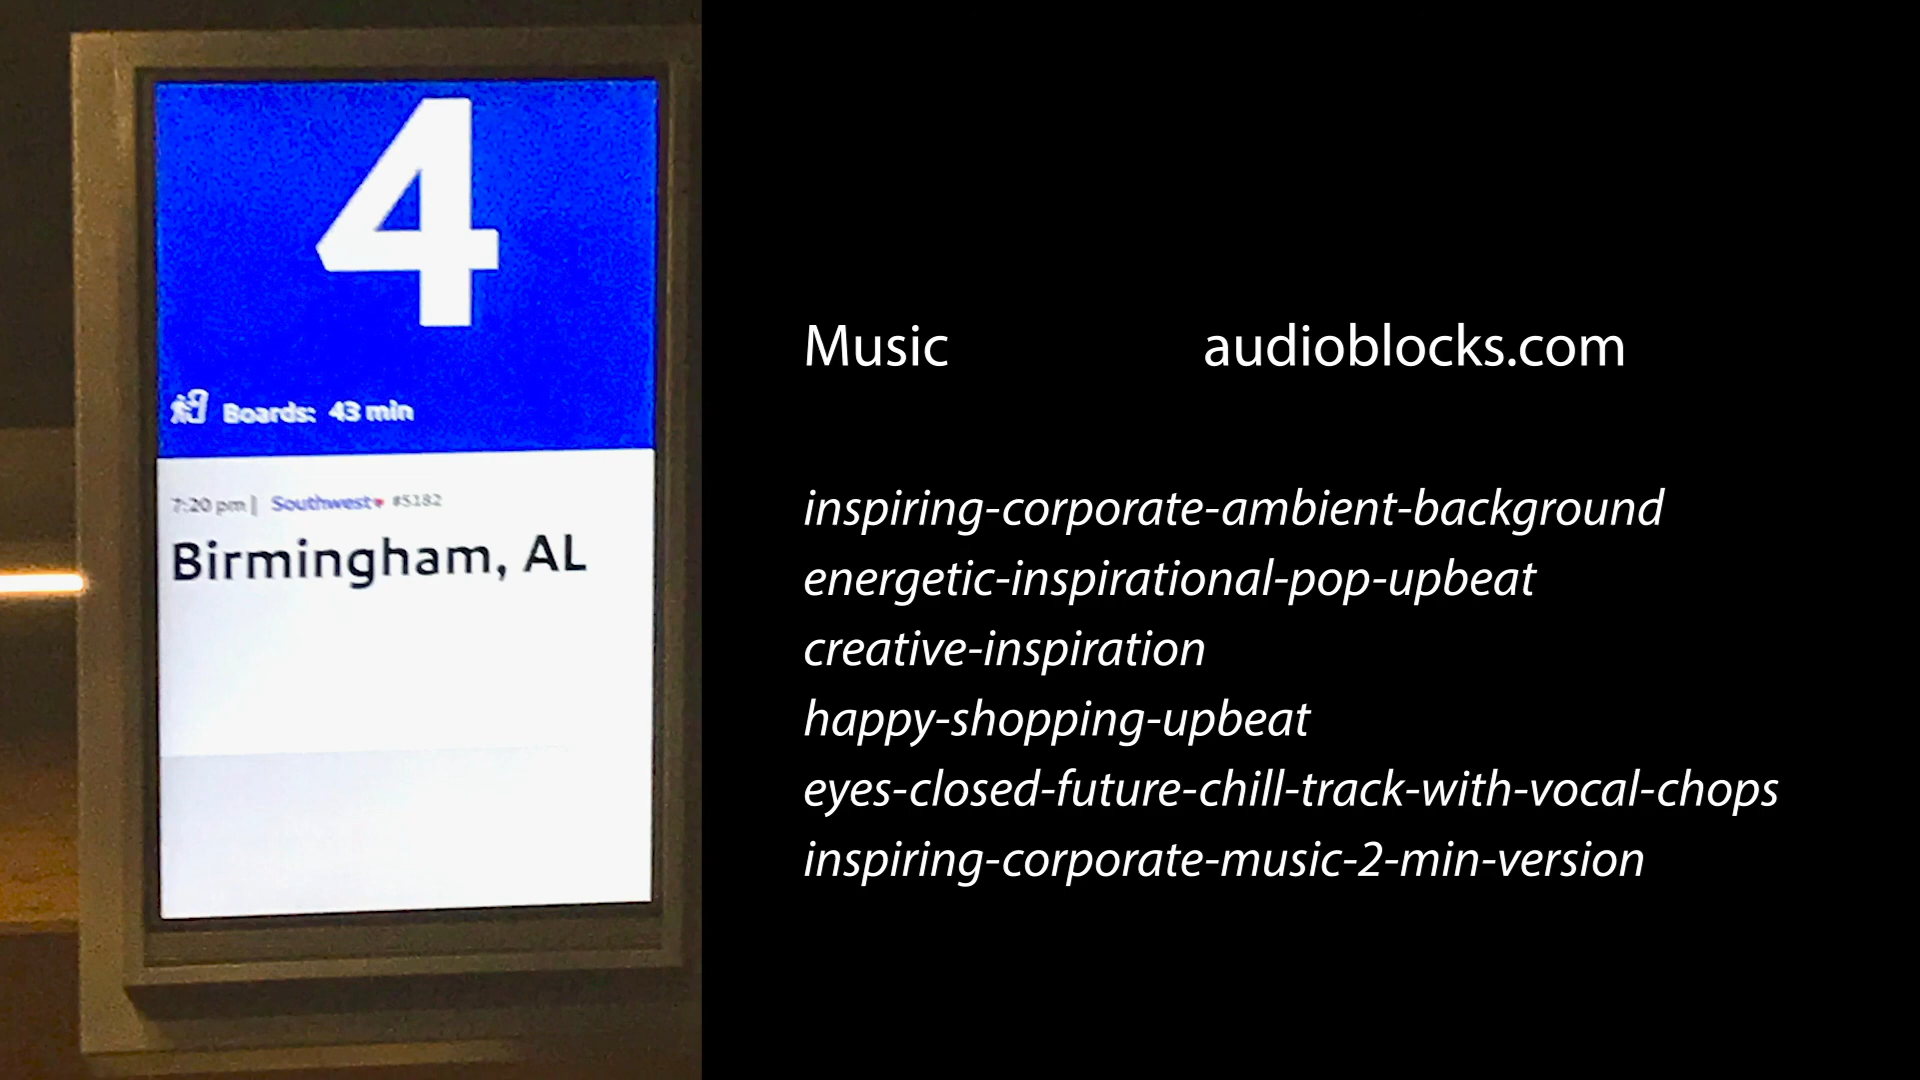 4
Boards: 43 min
7:20 pm | Southwest #5182
Birmingham, AL
Music audioblocks.com
inspiring-corporate-ambient-background
energetic-inspirational-pop-upbeat
creative-inspiration
happy-shopping-upbeat
eyes-closed-future-chill-track-with-vocal-chops
inspiring-corporate-music-2-min-version